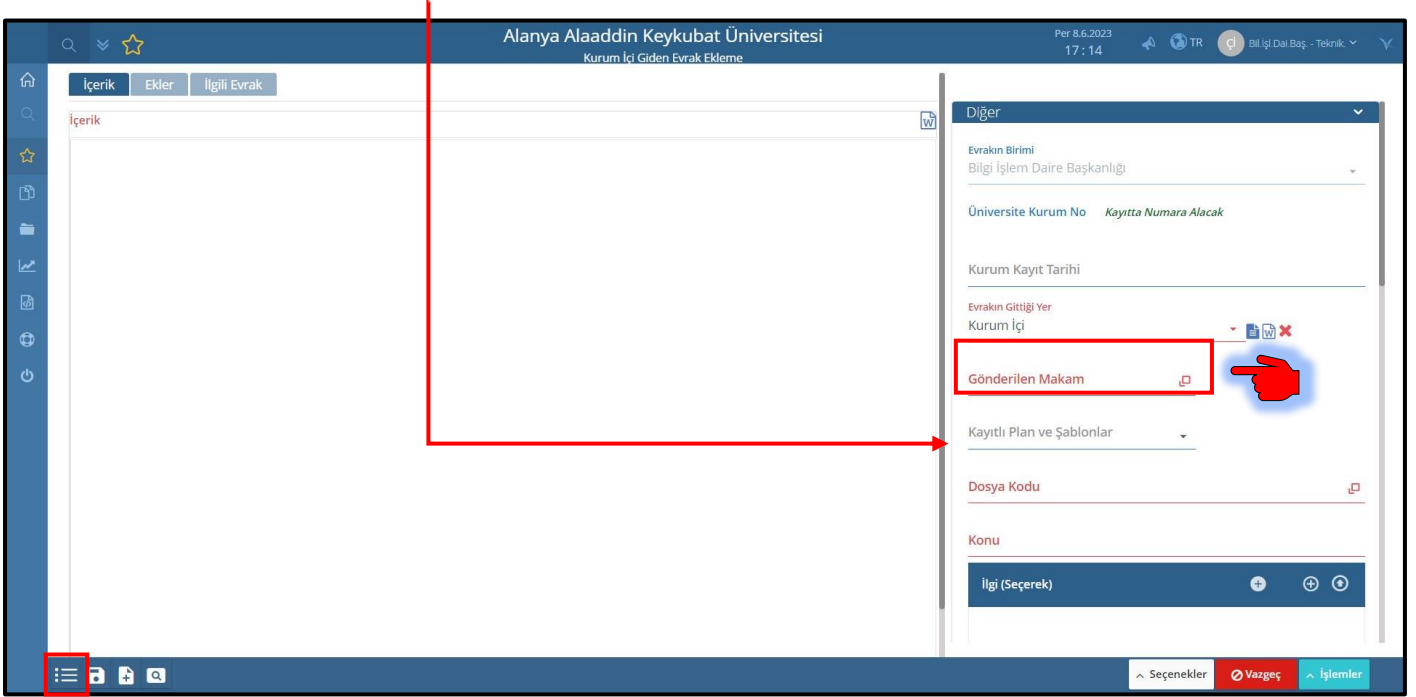 Alanya Alaaddin Keykubat Üniversitesi
Kurum İçi Giden Evrak Ekleme
Per 8.6.2023
17 : 14
TR
Çİ
Bil.İşl.Dai.Baş. - Teknik.
İçerik
Ekler
İlgili Evrak
İçerik
Diğer
Evrakın Birimi
Bilgi İşlem Daire Başkanlığı
Üniversite Kurum No Kayıtta Numara Alacak
Kurum Kayıt Tarihi
Evrakın Gittiği Yer
Kurum İçi
Gönderilen Makam
Kayıtlı Plan ve Şablonlar
Dosya Kodu
Konu
İlgi (Seçerek)
Seçenekler
Vazgeç
İşlemler